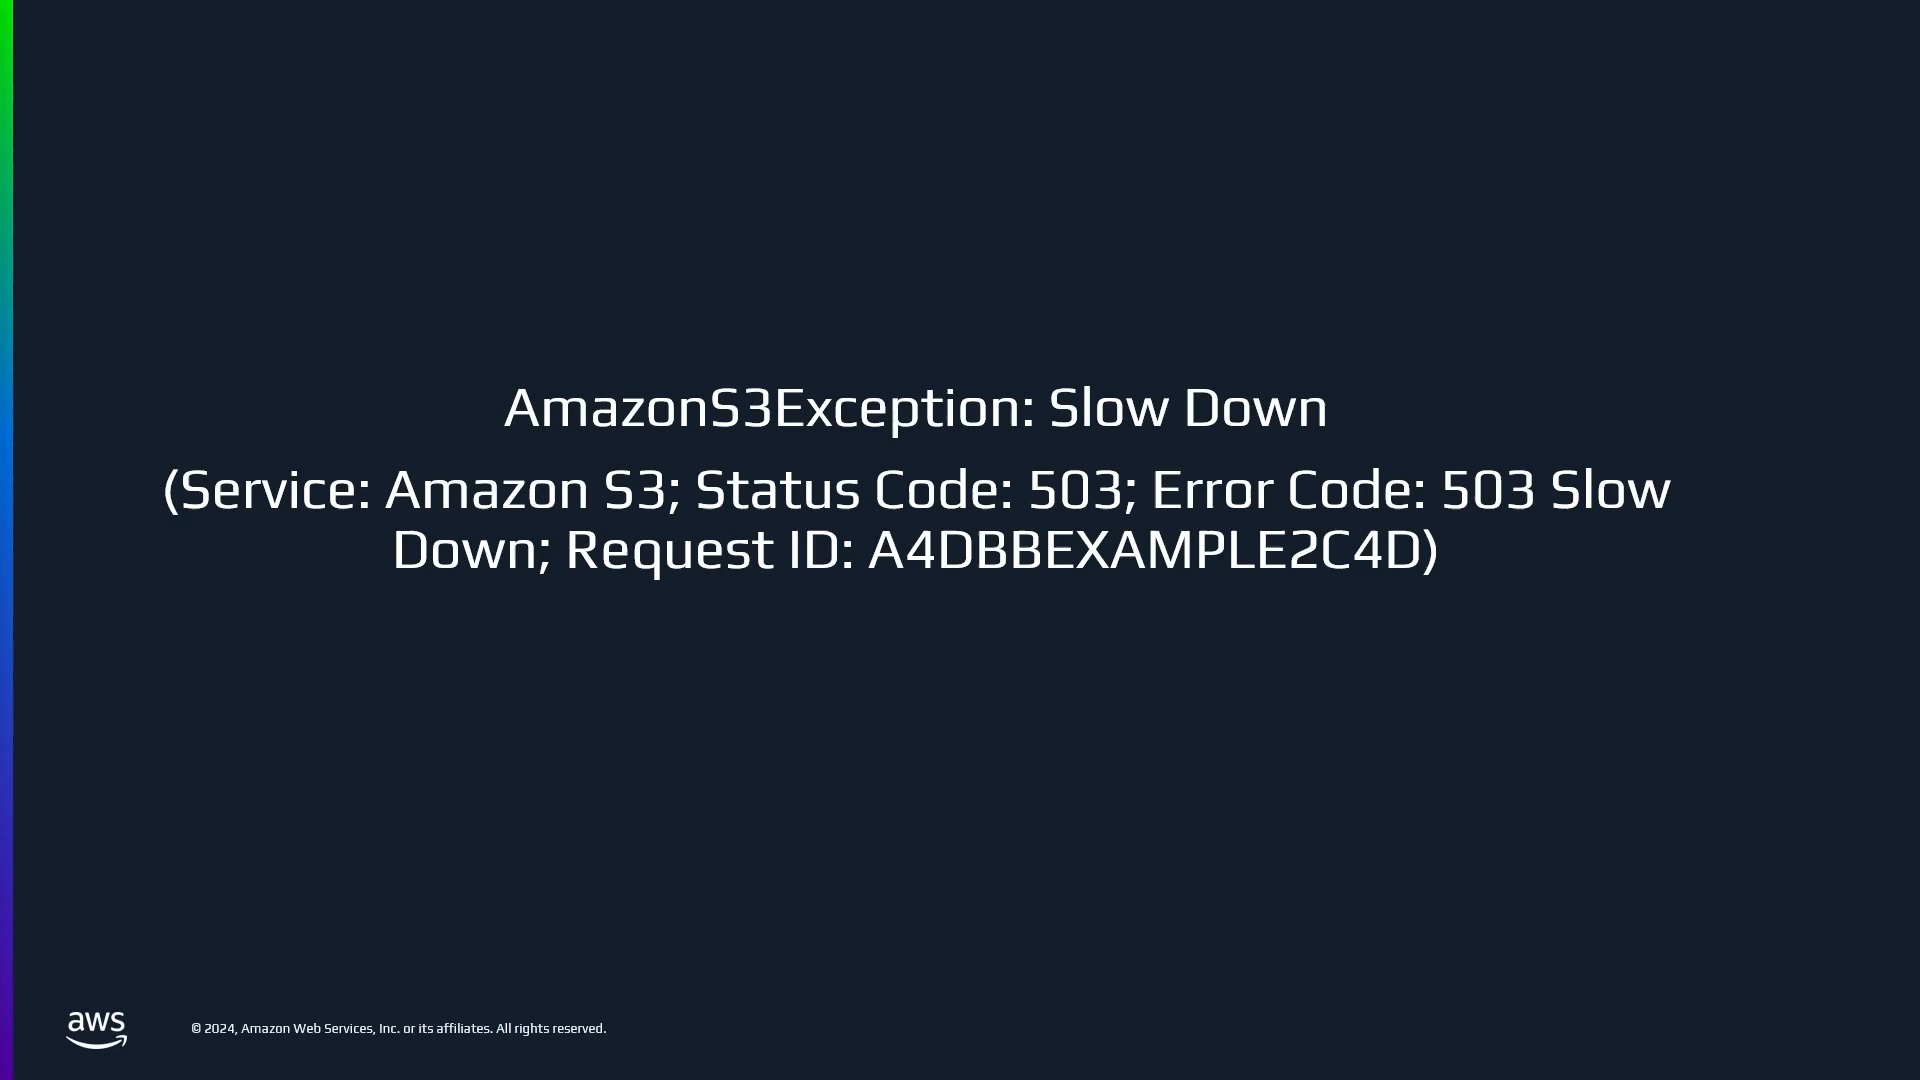 AmazonS3Exception: Slow Down
(Service: Amazon S3; Status Code: 503; Error Code: 503 Slow
Down; Request ID: A4DBBEXAMPLE2C4D)
aws
© 2024, Amazon Web Services, Inc. or its affiliates. All rights reserved.